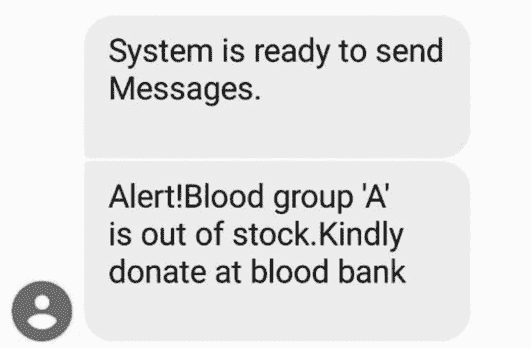 System is ready to send
Messages.
Alert!Blood group 'A'
is out of stock.Kindly
donate at blood bank